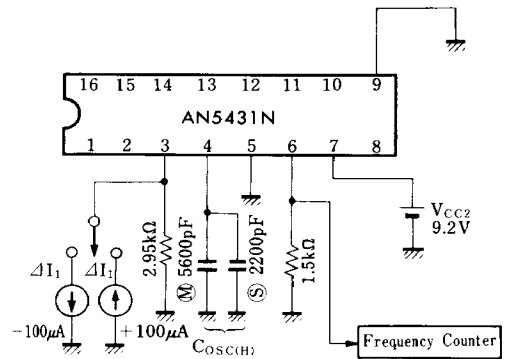 16 15 14 13 12 11 10 9
AN5431N
1 2 3 4 5 6 7 8
2.95kΩ
Ⓜ 5600pF
Ⓢ 2200pF
1.5kΩ
VCC2
9.2V
ΔI1 ΔI1
−100μA +100μA
COSC(H)
Frequency Counter